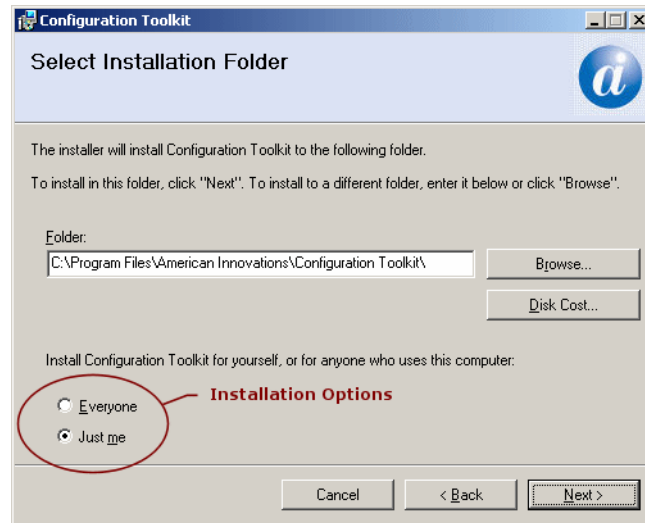 Configuration Toolkit
Select Installation Folder
a
The installer will install Configuration Toolkit to the following folder.
To install in this folder, click "Next". To install to a different folder, enter it below or click "Browse".
Folder:
C:\Program Files\American Innovations\Configuration Toolkit\
Browse...
Disk Cost...
Install Configuration Toolkit for yourself, or for anyone who uses this computer:
Installation Options
Everyone
Just me
Cancel
< Back
Next >